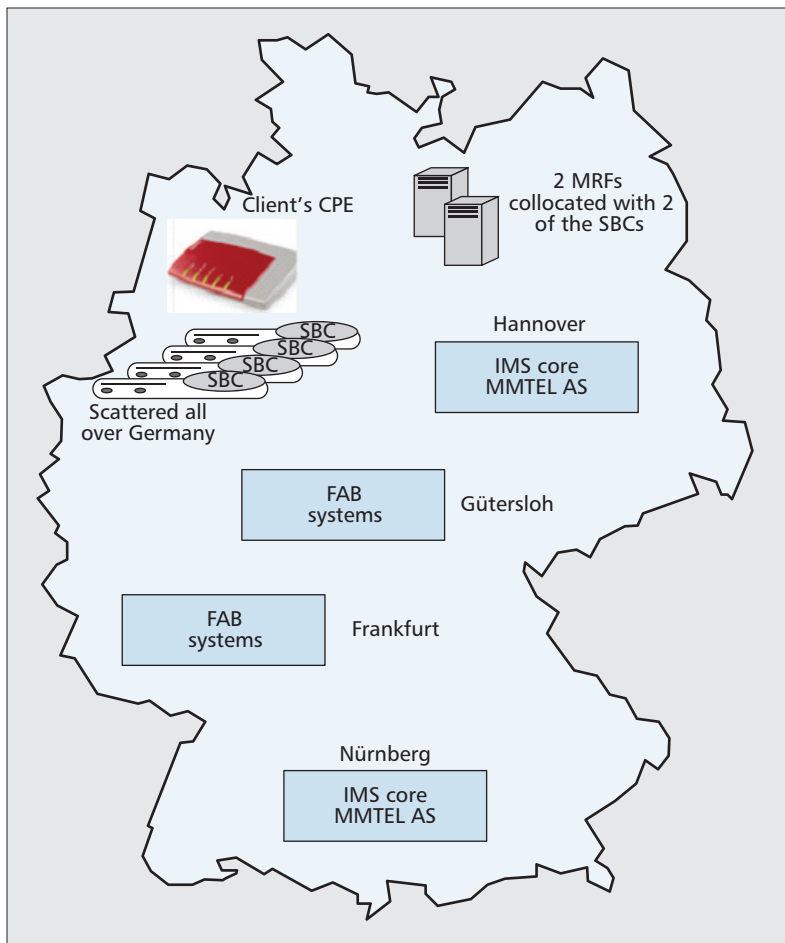 Client's CPE
2 MRFs
collocated with 2
of the SBCs
SBC
SBC
SBC
SBC
Scattered all
over Germany
Hannover
IMS core
MMTEL AS
FAB
systems
Gütersloh
FAB
systems
Frankfurt
Nürnberg
IMS core
MMTEL AS